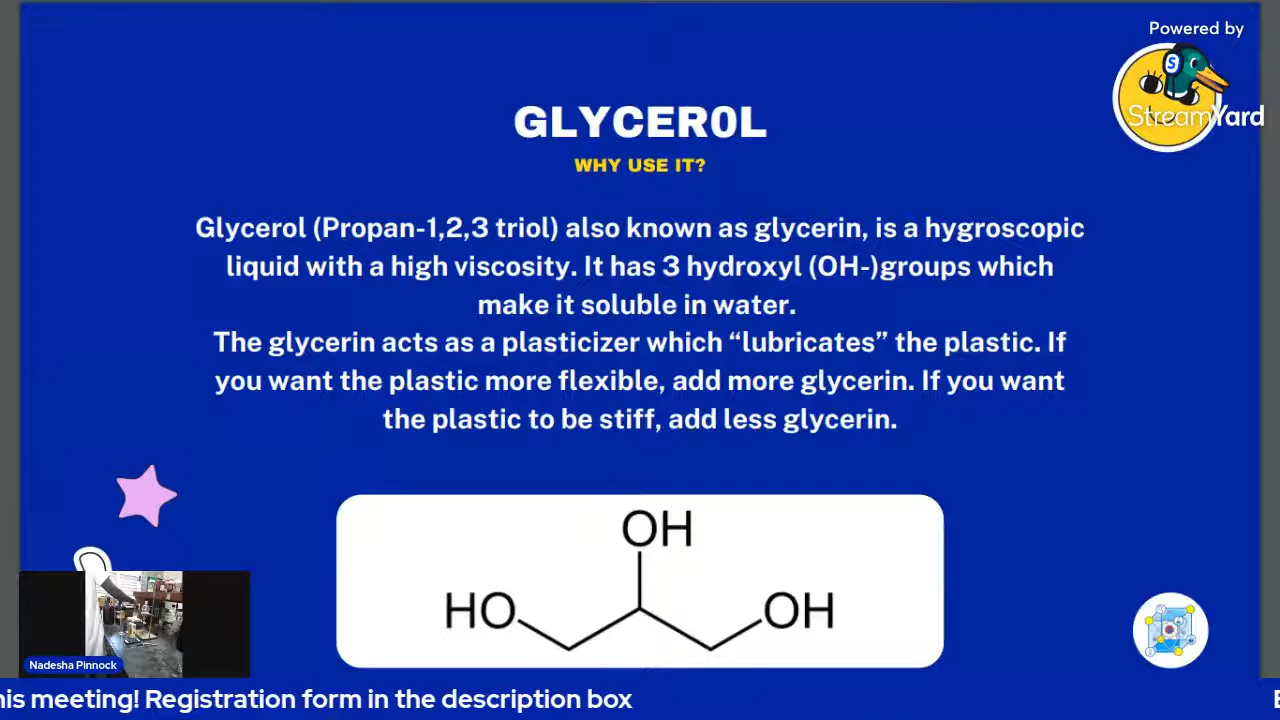 Powered by
S
StreamYard
GLYCER0L
WHY USE IT?
Glycerol (Propan-1,2,3 triol) also known as glycerin, is a hygroscopic
liquid with a high viscosity. It has 3 hydroxyl (OH-)groups which
make it soluble in water.
The glycerin acts as a plasticizer which “lubricates” the plastic. If
you want the plastic more flexible, add more glycerin. If you want
the plastic to be stiff, add less glycerin.
OH
HO
OH
Nadesha Pinnock
his meeting! Registration form in the description box